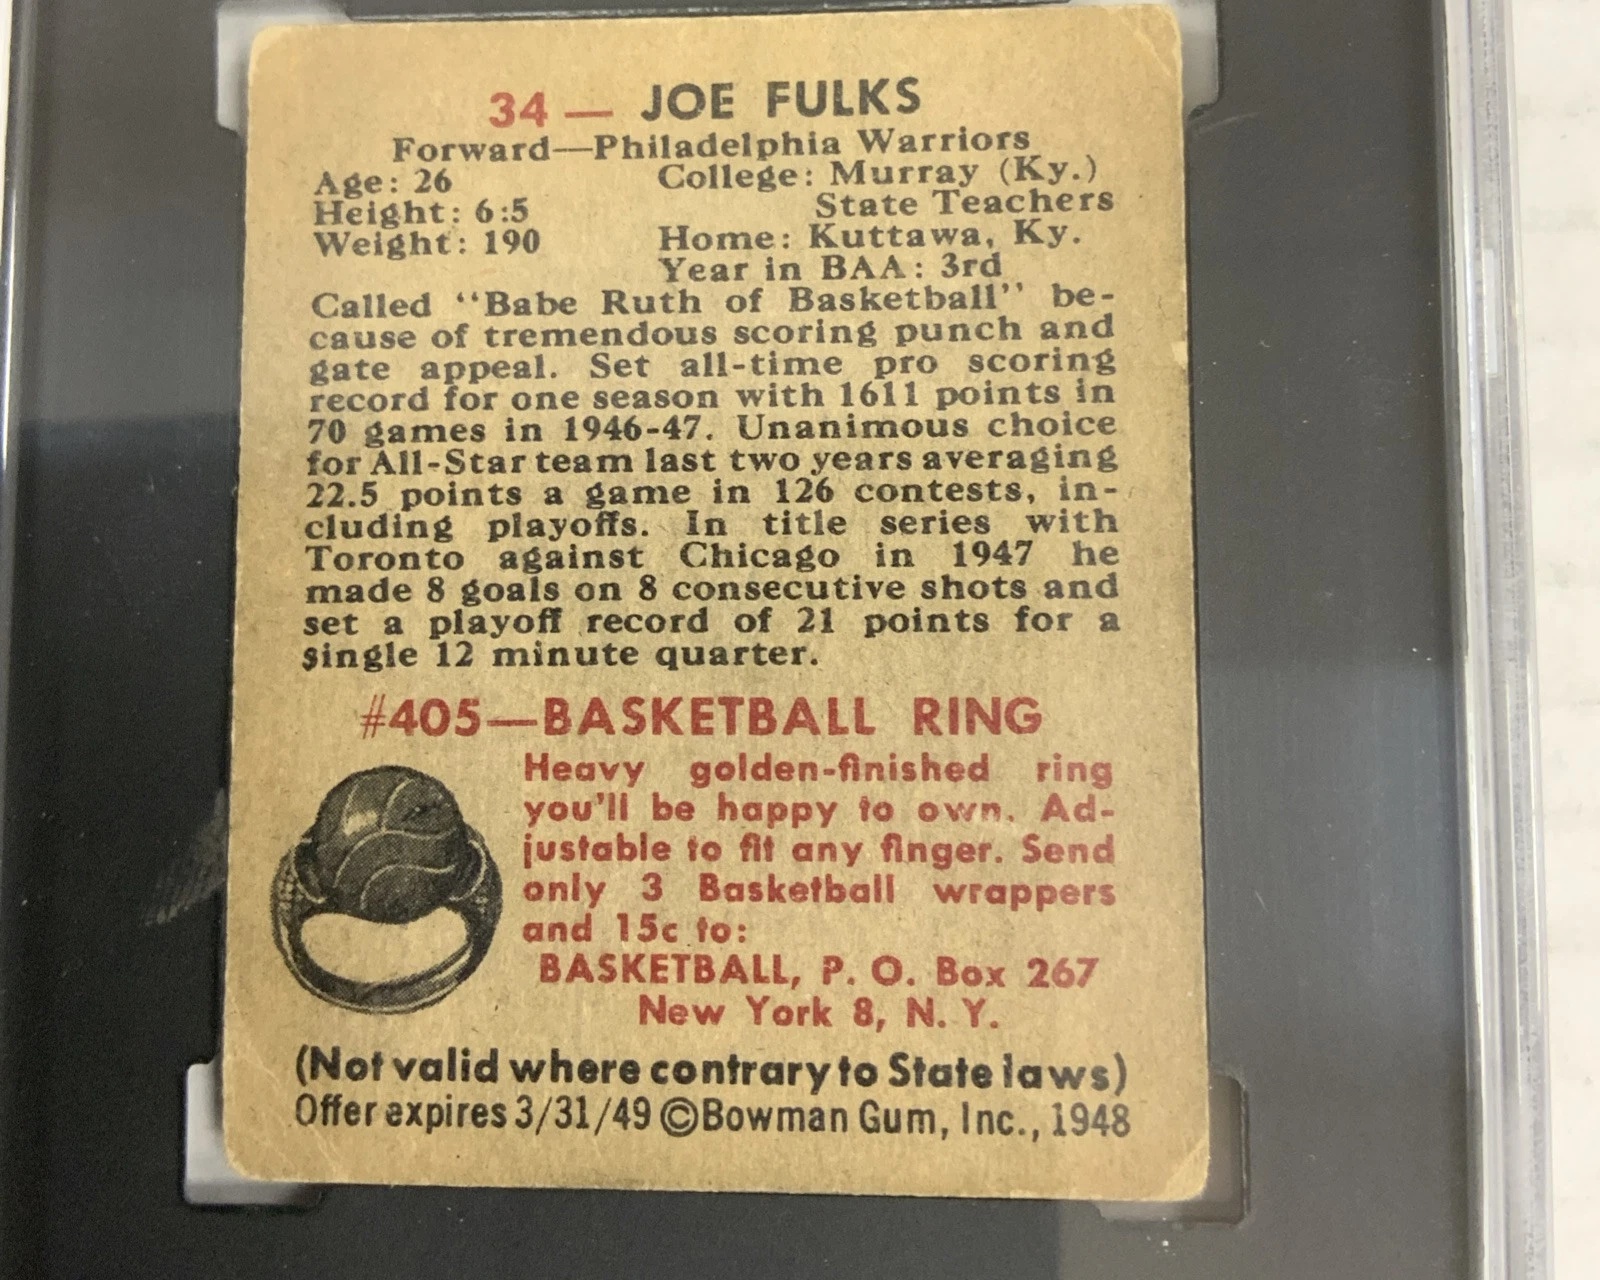 34 — JOE FULKS
Forward—Philadelphia Warriors
Age: 26
Height: 6:5
Weight: 190
College: Murray (Ky.)
State Teachers
Home: Kuttawa, Ky.
Year in BAA: 3rd
Called "Babe Ruth of Basketball" be-
cause of tremendous scoring punch and
gate appeal. Set all-time pro scoring
record for one season with 1611 points in
70 games in 1946-47. Unanimous choice
for All-Star team last two years averaging
22.5 points a game in 126 contests, in-
cluding playoffs. In title series with
Toronto against Chicago in 1947 he
made 8 goals on 8 consecutive shots and
set a playoff record of 21 points for a
single 12 minute quarter.
#405—BASKETBALL RING
Heavy golden-finished ring
you'll be happy to own. Ad-
justable to fit any finger. Send
only 3 Basketball wrappers
and 15c to:
BASKETBALL, P. O. Box 267
New York 8, N. Y.
(Not valid where contrary to State laws)
Offer expires 3/31/49 ©Bowman Gum, Inc., 1948